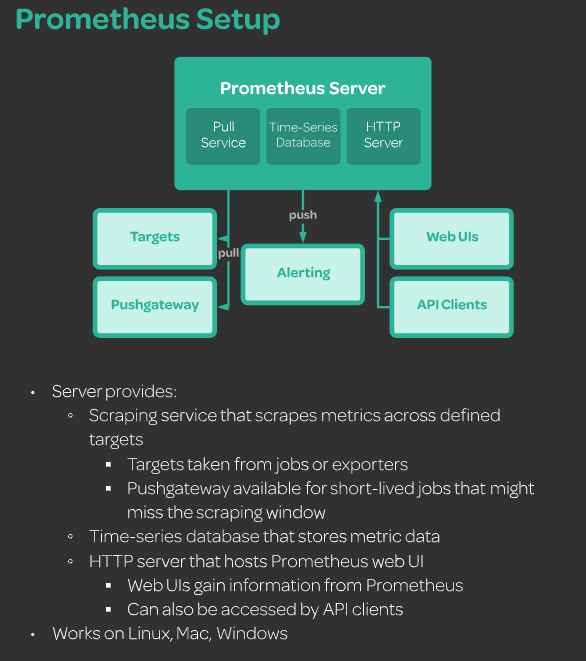 Prometheus Setup
Prometheus Server
Pull
Service
Time-Series
Database
HTTP
Server
push
Targets
Web UIs
pull
Alerting
Pushgateway
API Clients
• Server provides:
◦ Scraping service that scrapes metrics across defined
targets
▪ Targets taken from jobs or exporters
▪ Pushgateway available for short-lived jobs that might
miss the scraping window
◦ Time-series database that stores metric data
◦ HTTP server that hosts Prometheus web UI
▪ Web UIs gain information from Prometheus
▪ Can also be accessed by API clients
• Works on Linux, Mac, Windows